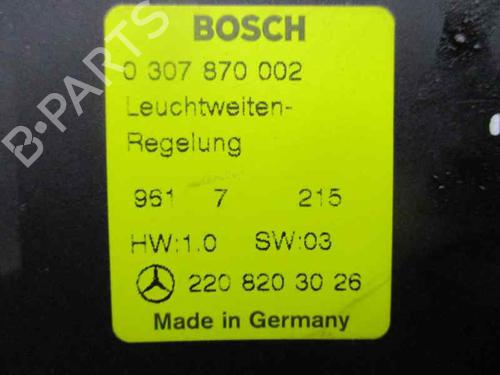 BOSCH
0 307 870 002
Leuchtweiten-
Regelung
961 7 215
HW:1.0 SW:03
220 820 30 26
Made in Germany
B-PARTS